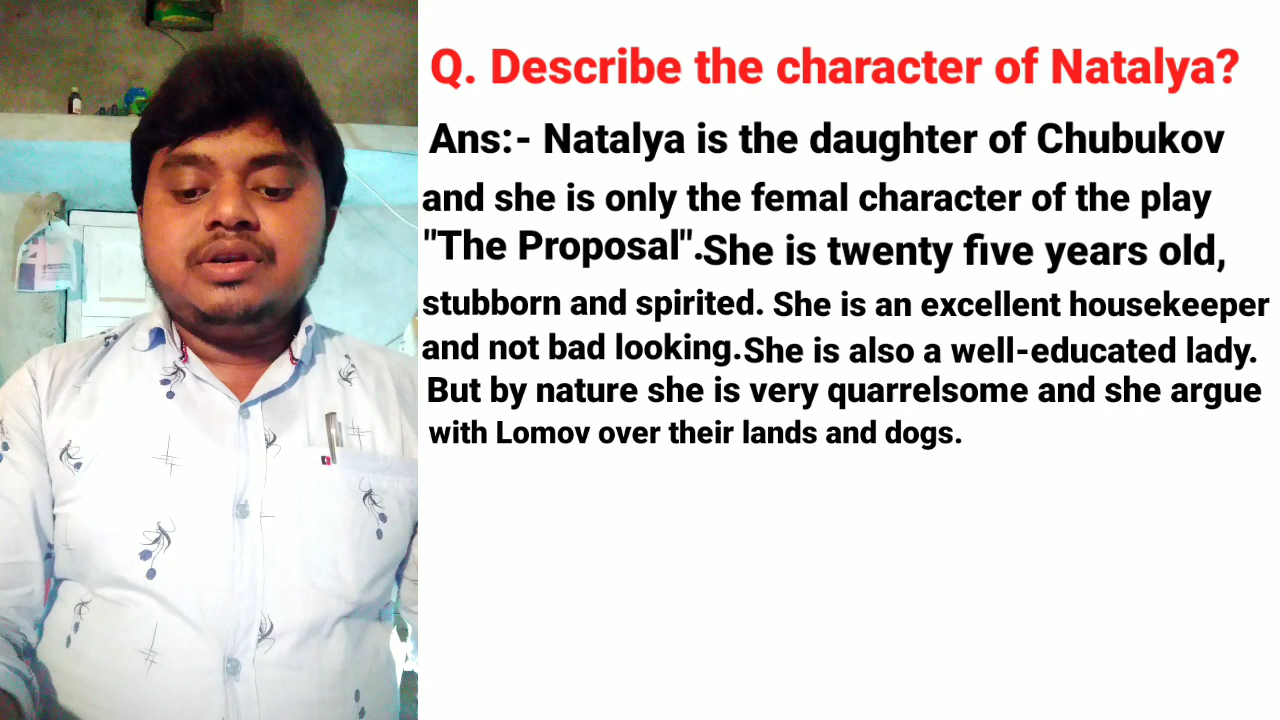 Q. Describe the character of Natalya?
Ans:- Natalya is the daughter of Chubukov
and she is only the femal character of the play
"The Proposal".She is twenty five years old,
stubborn and spirited. She is an excellent housekeeper
and not bad looking.She is also a well-educated lady.
But by nature she is very quarrelsome and she argue
with Lomov over their lands and dogs.